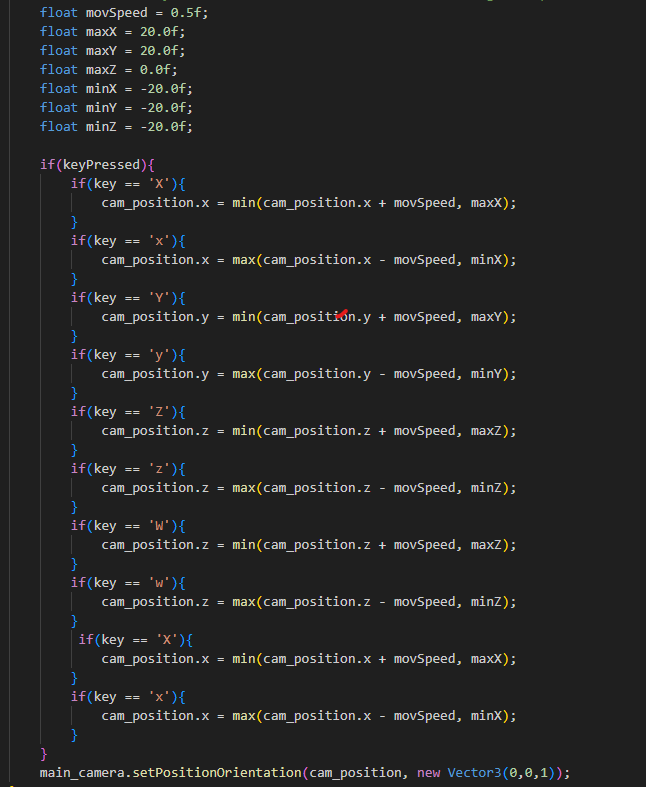 float movSpeed = 0.5f;
float maxX = 20.0f;
float maxY = 20.0f;
float maxZ = 0.0f;
float minX = -20.0f;
float minY = -20.0f;
float minZ = -20.0f;

if(keyPressed){
    if(key == 'X'){
        cam_position.x = min(cam_position.x + movSpeed, maxX);
    }
    if(key == 'x'){
        cam_position.x = max(cam_position.x - movSpeed, minX);
    }
    if(key == 'Y'){
        cam_position.y = min(cam_position.y + movSpeed, maxY);
    }
    if(key == 'y'){
        cam_position.y = max(cam_position.y - movSpeed, minY);
    }
    if(key == 'Z'){
        cam_position.z = min(cam_position.z + movSpeed, maxZ);
    }
    if(key == 'z'){
        cam_position.z = max(cam_position.z - movSpeed, minZ);
    }
    if(key == 'W'){
        cam_position.z = min(cam_position.z + movSpeed, maxZ);
    }
    if(key == 'w'){
        cam_position.z = max(cam_position.z - movSpeed, minZ);
    }
     if(key == 'X'){
        cam_position.x = min(cam_position.x + movSpeed, maxX);
    }
    if(key == 'x'){
        cam_position.x = max(cam_position.x - movSpeed, minX);
    }
}
main_camera.setPositionOrientation(cam_position, new Vector3(0,0,1));